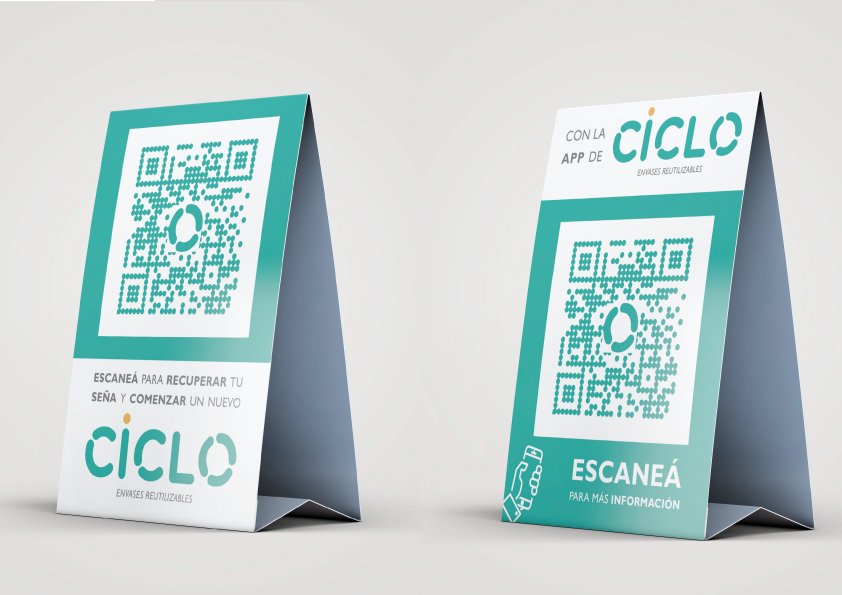 ESCANEÁ PARA RECUPERAR TU
SEÑA Y COMENZAR UN NUEVO
CiCLO
ENVASES REUTILIZABLES
CON LA
APP DE
CiCLO
ENVASES REUTILIZABLES
ESCANEÁ
PARA MÁS INFORMACIÓN